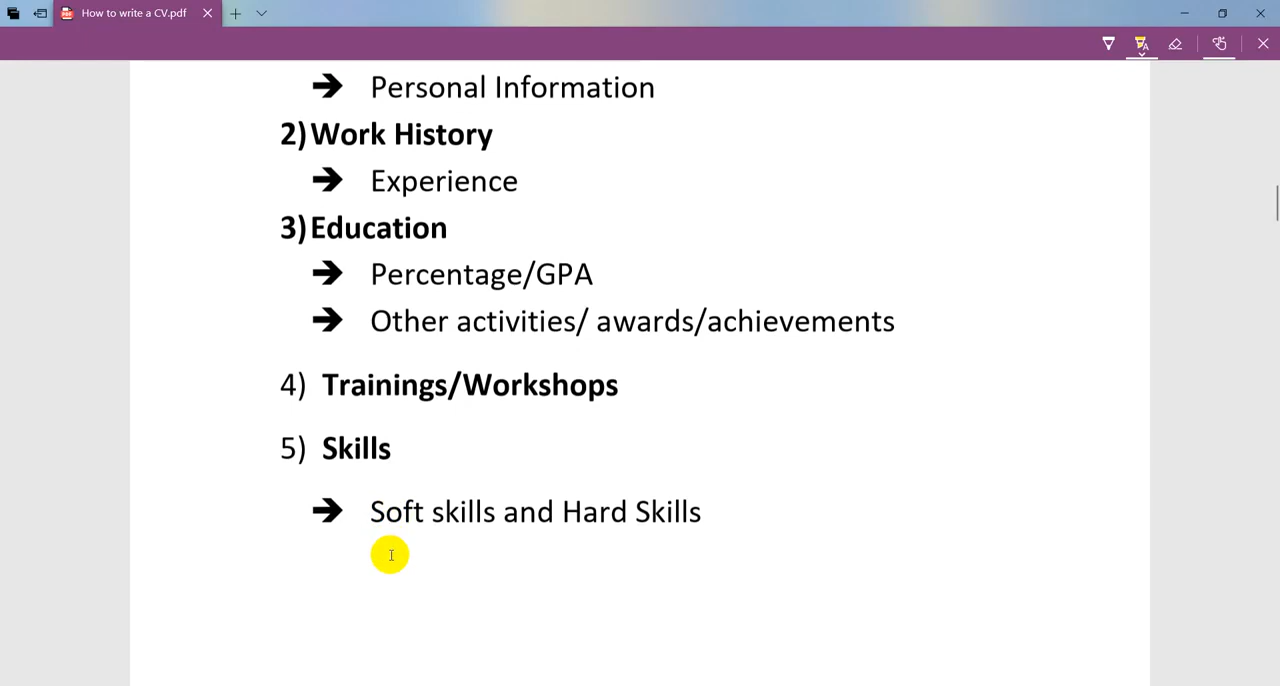 How to write a CV.pdf
➔ Personal Information
2) Work History
➔ Experience
3) Education
➔ Percentage/GPA
➔ Other activities/ awards/achievements
4) Trainings/Workshops
5) Skills
➔ Soft skills and Hard Skills